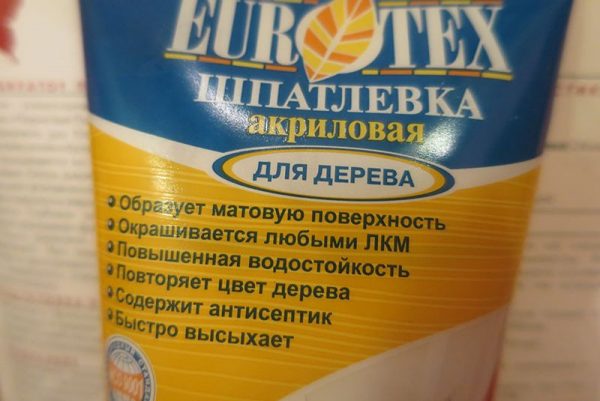 EUROTEX
ШПАТЛЕВКА
акриловая
ДЛЯ ДЕРЕВА
• Образует матовую поверхность
• Окрашивается любыми ЛКМ
• Повышенная водостойкость
• Повторяет цвет дерева
• Содержит антисептик
• Быстро высыхает